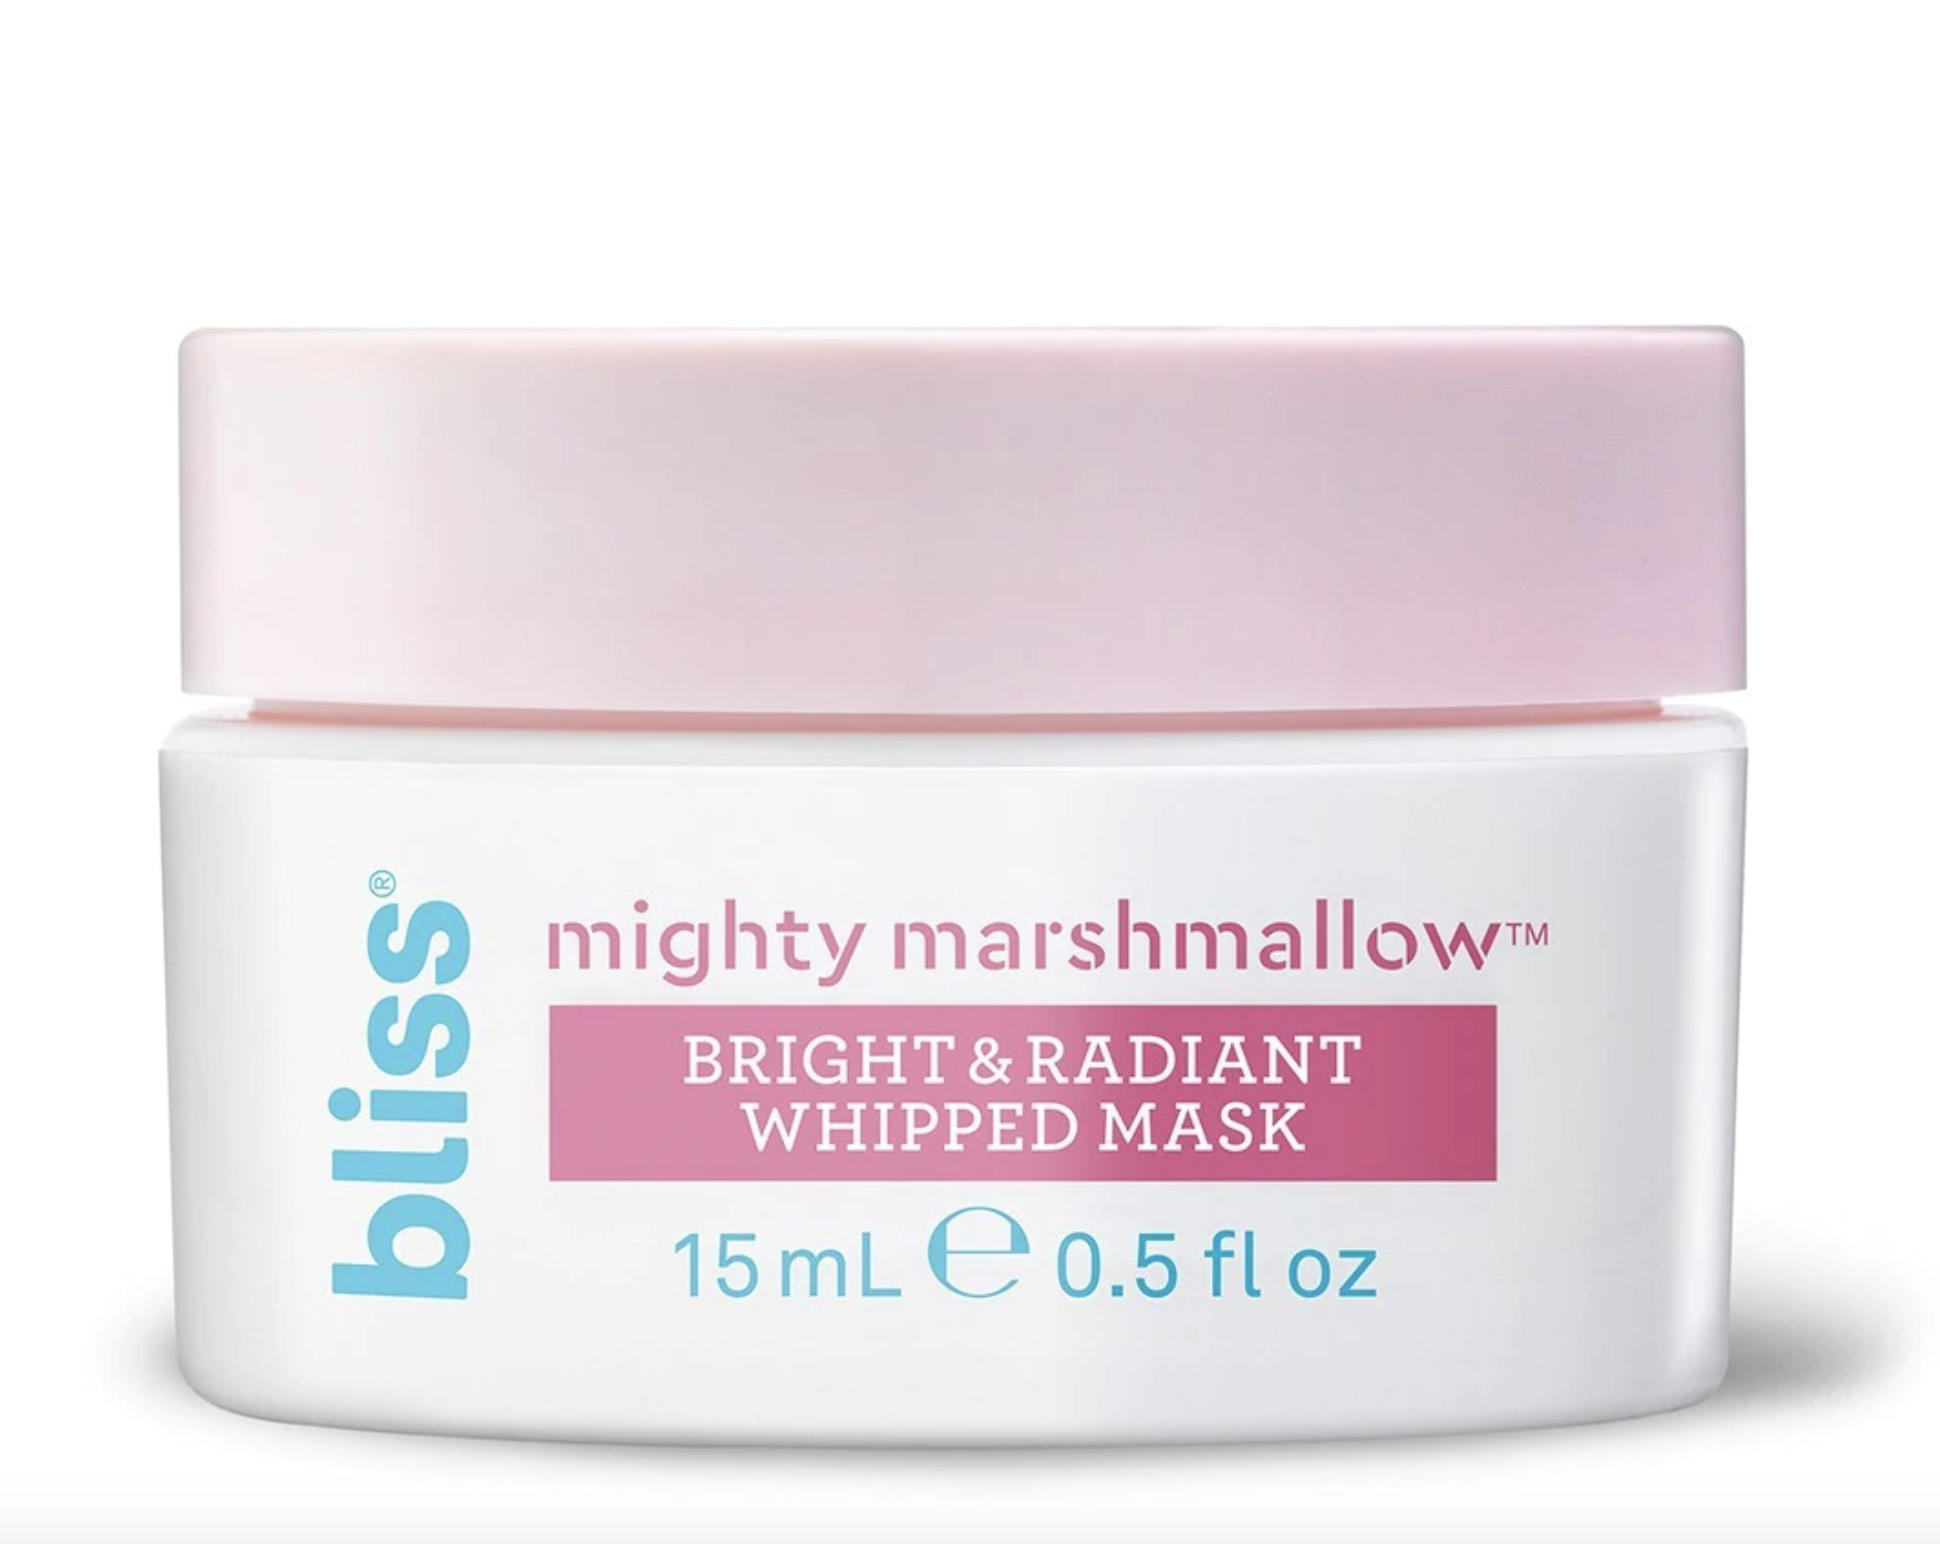 bliss®
mighty marshmallow™
BRIGHT & RADIANT
WHIPPED MASK
15 mL ℮ 0.5 fl oz